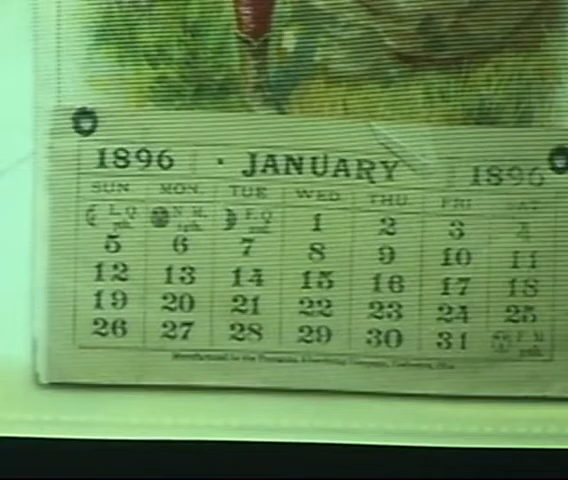 1896 · JANUARY 1896
SUN MON TUE WED THU FRI SAT
L. Q. N. M. F. Q. 1 2 3 4
5 6 7 8 9 10 11
12 13 14 15 16 17 18
19 20 21 22 23 24 25
26 27 28 29 30 31 F. M.